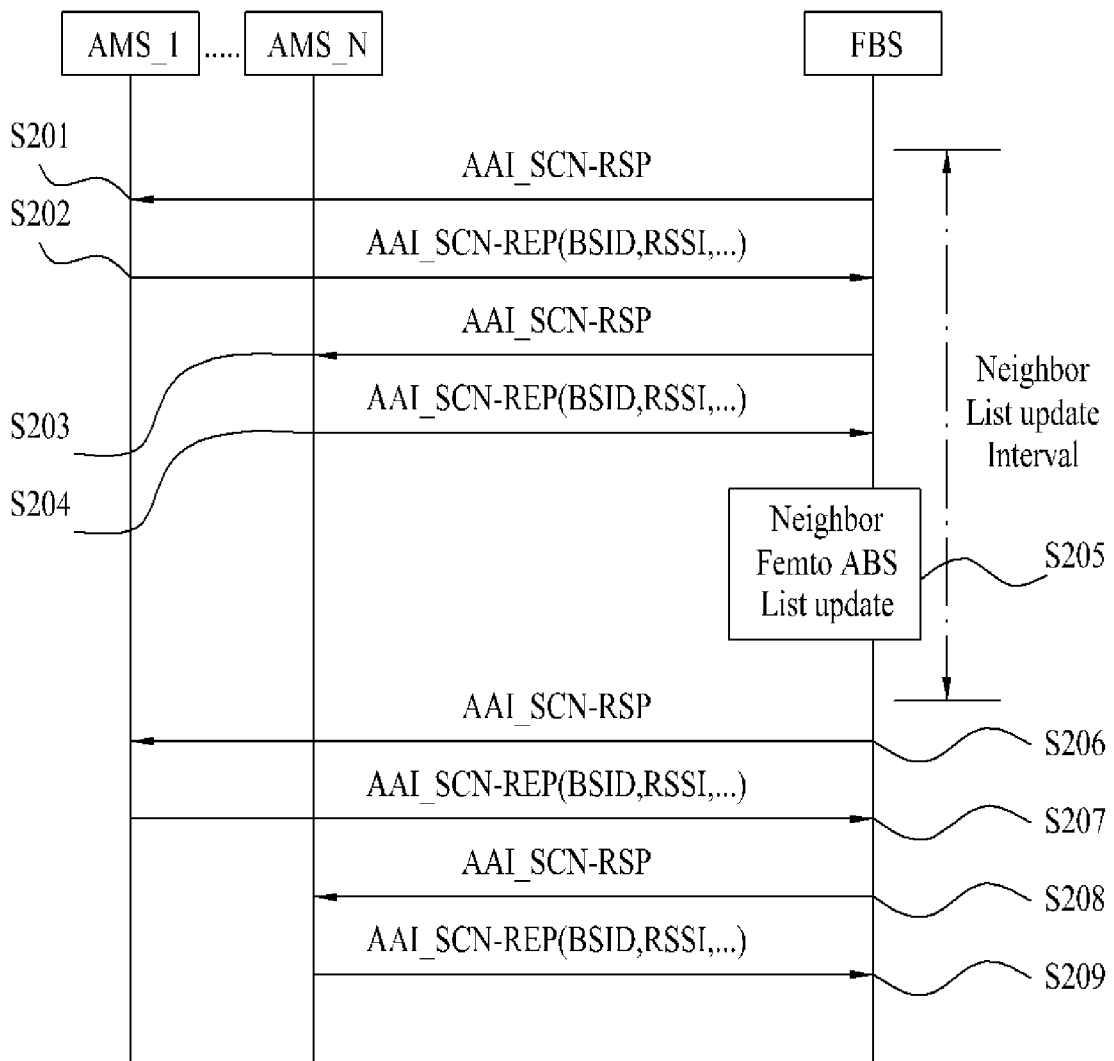 AMS_1 ..... AMS_N FBS
S201
AAI_SCN-RSP
S202
AAI_SCN-REP(BSID,RSSI,...)
AAI_SCN-RSP
S203
AAI_SCN-REP(BSID,RSSI,...)
S204
Neighbor
List update
Interval
Neighbor
Femto ABS
List update
S205
AAI_SCN-RSP
S206
AAI_SCN-REP(BSID,RSSI,...)
S207
AAI_SCN-RSP
S208
AAI_SCN-REP(BSID,RSSI,...)
S209